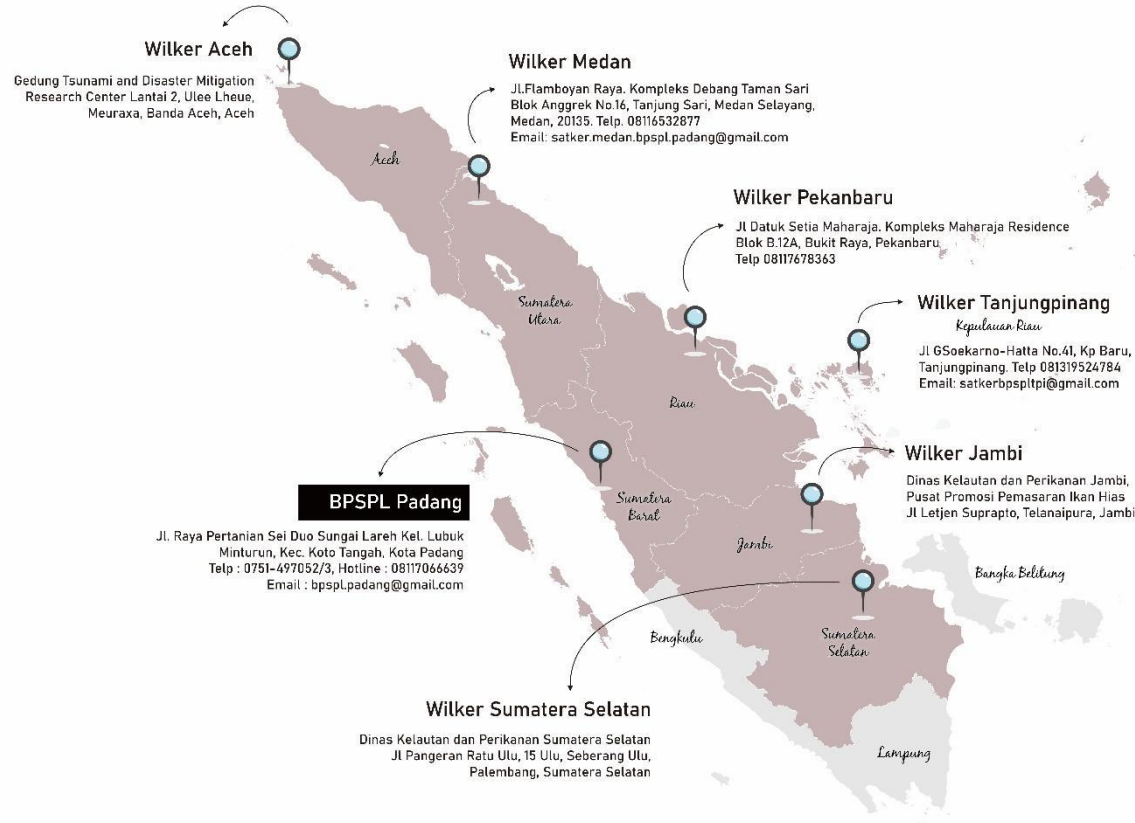 Wilker Aceh
Gedung Tsunami and Disaster Mitigation
Research Center Lantai 2, Ulee Lheue,
Meuraxa, Banda Aceh, Aceh
Wilker Medan
Jl.Flamboyan Raya. Kompleks Debang Taman Sari
Blok Anggrek No.16, Tanjung Sari, Medan Selayang,
Medan, 20135. Telp. 08116532877
Email: satker.medan.bpspl.padang@gmail.com
Aceh
Wilker Pekanbaru
Jl Datuk Setia Maharaja. Kompleks Maharaja Residence
Blok B.12A, Bukit Raya, Pekanbaru
Telp 08117678363
Sumatera
Utara
Wilker Tanjungpinang
Kepulauan Riau
Jl GSoekarno-Hatta No.41, Kp Baru,
Tanjungpinang. Telp 081319524784
Email: satkerbpspltpi@gmail.com
Riau
Wilker Jambi
Dinas Kelautan dan Perikanan Jambi,
Pusat Promosi Pemasaran Ikan Hias
Jl Letjen Suprapto, Telanaipura, Jambi
BPSPL Padang
Jl. Raya Pertanian Sei Duo Sungai Lareh Kel. Lubuk
Minturun, Kec. Koto Tangah, Kota Padang
Telp : 0751-497052/3, Hotline : 08117066639
Email : bpspl.padang@gmail.com
Sumatera
Barat
Jambi
Bangka Belitung
Bengkulu
Sumatera
Selatan
Wilker Sumatera Selatan
Dinas Kelautan dan Perikanan Sumatera Selatan
Jl Pangeran Ratu Ulu, 15 Ulu, Seberang Ulu,
Palembang, Sumatera Selatan
Lampung